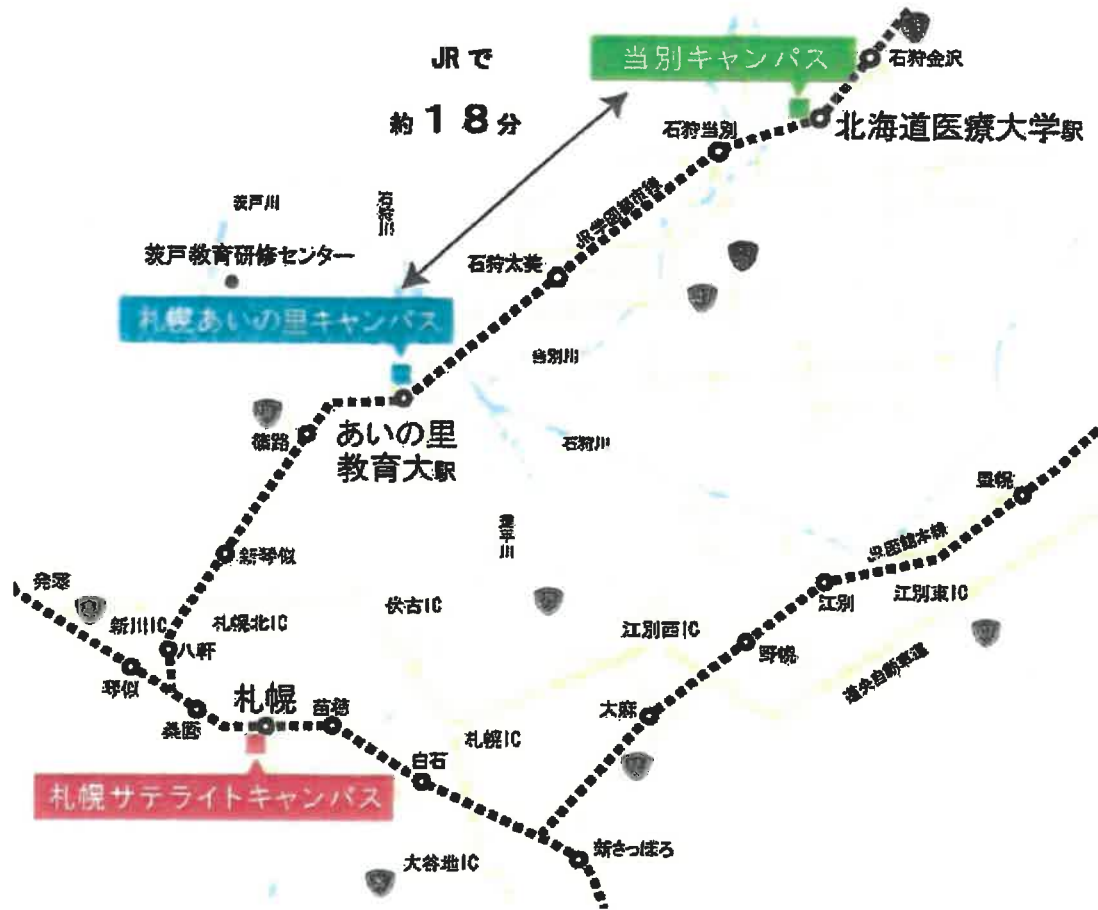 JRで
約18分
当別キャンパス
石狩金沢
北海道医療大学駅
石狩当別
JR学園都市線
茨戸川
石狩川
茨戸教育研修センター
石狩太美
札幌あいの里キャンパス
当別川
篠路
あいの里
教育大駅
石狩川
豊幌
豊平川
JR函館本線
新琴似
発寒
伏古IC
江別
江別東IC
新川IC
札幌北IC
江別西IC
八軒
野幌
道央自動車道
琴似
札幌
苗穂
大麻
桑園
札幌IC
白石
札幌サテライトキャンパス
新さっぽろ
大谷地IC